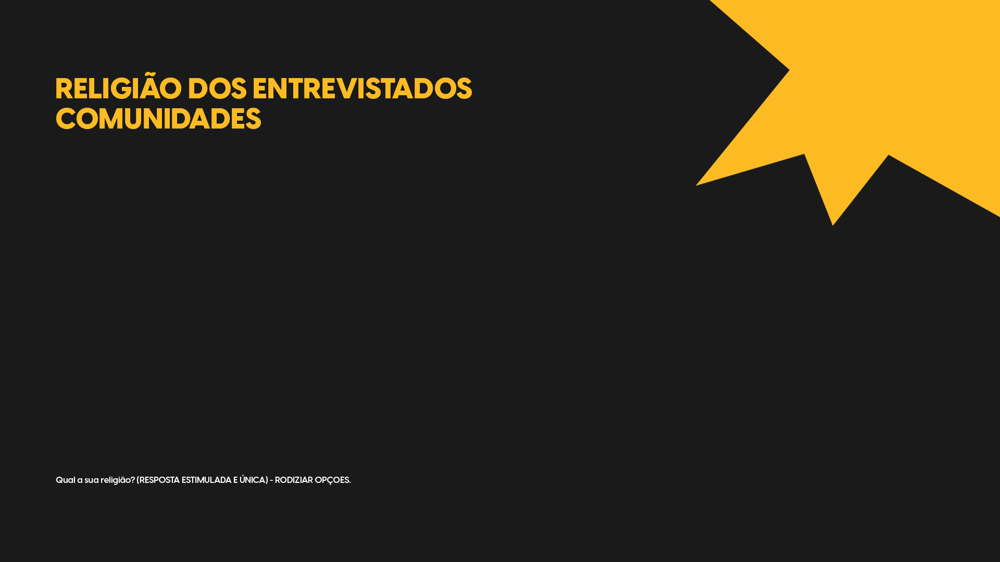 RELIGIÃO DOS ENTREVISTADOS
COMUNIDADES
Qual a sua religião? (RESPOSTA ESTIMULADA E ÚNICA) - RODIZIAR OPÇOES.